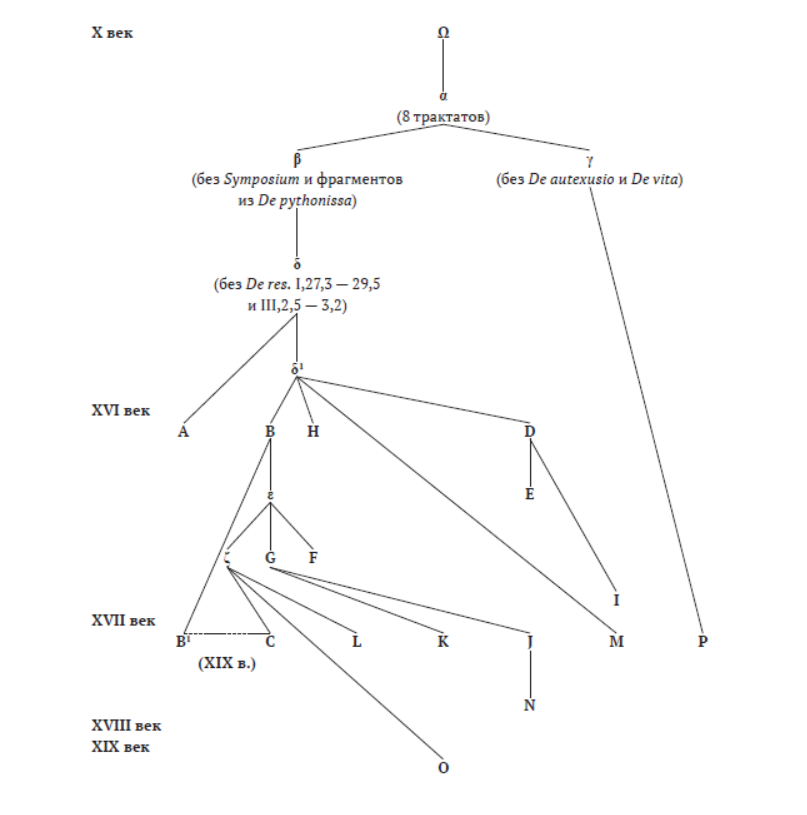 X век
Ω
α
(8 трактатов)
β
γ
(без Symposium и фрагментов
из De pythonissa)
(без De autexusio и De vita)
δ
(без De res. I,27,3 — 29,5
и III,2,5 — 3,2)
δ¹
XVI век
A
B
H
D
E
ε
ζ
G
F
I
XVII век
B¹
C
L
K
J
M
P
(XIX в.)
N
XVIII век
XIX век
O